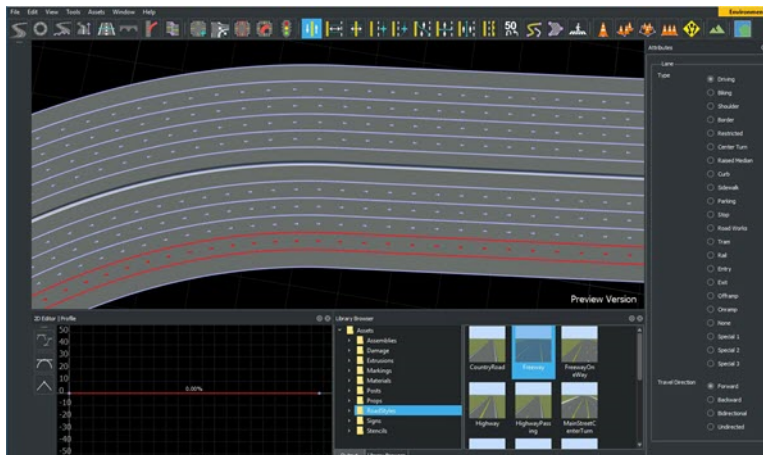 File Edit View Tools Assets Window Help
Environment
50
Attributes
Lane
Type
Driving
Biking
Shoulder
Border
Restricted
Center Turn
Raised Median
Curb
Sidewalk
Parking
Stop
Road Works
Tram
Rail
Entry
Exit
Offramp
Onramp
None
Special 1
Special 2
Special 3
Travel Direction
Forward
Backward
Bidirectional
Undirected
Preview Version
2D Editor | Profile
50
40
30
20
10
0
-10
-20
-30
-40
-50
0.00%
Library Browser
Assets
Assemblies
Damage
Extrusions
Markings
Materials
Posts
Props
RoadStyles
Signs
Stencils
CountryRoad
Freeway
FreewayOn
eWay
Highway
HighwayPass
ing
MainStreetC
enterTurn
Output
Library Browser